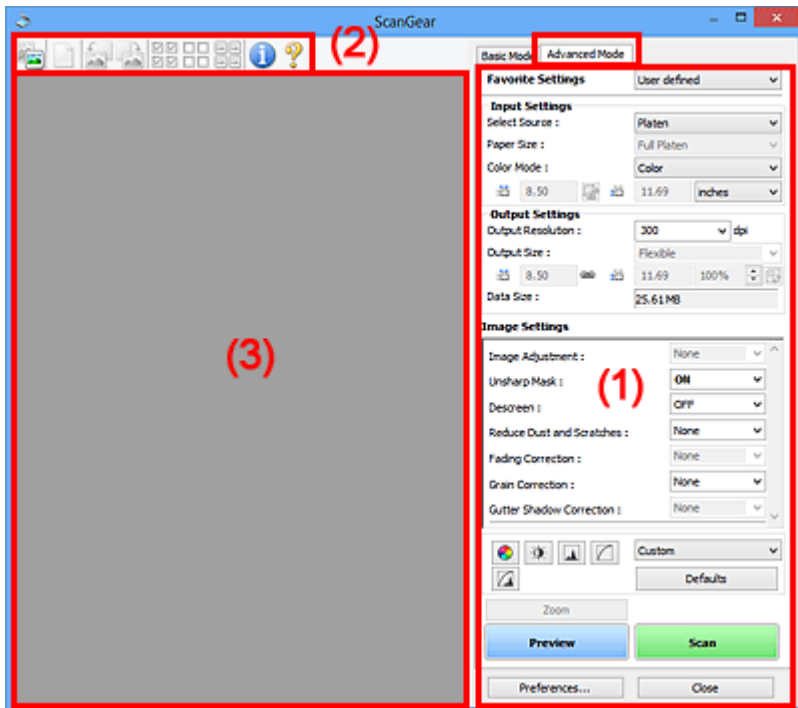 ScanGear
(2)
Basic Mode Advanced Mode
Favorite Settings User defined
Input Settings
Select Source : Platen
Paper Size : Full Platen
Color Mode : Color
8.50 11.69 inches
Output Settings
Output Resolution : 300 dpi
Output Size : Flexible
8.50 11.69 100%
Data Size : 25.61MB
Image Settings
(3)
(1)
Image Adjustment : None
Unsharp Mask : ON
Descreen : OFF
Reduce Dust and Scratches : None
Fading Correction : None
Grain Correction : None
Gutter Shadow Correction : None
Custom
Defaults
Zoom
Preview Scan
Preferences... Close